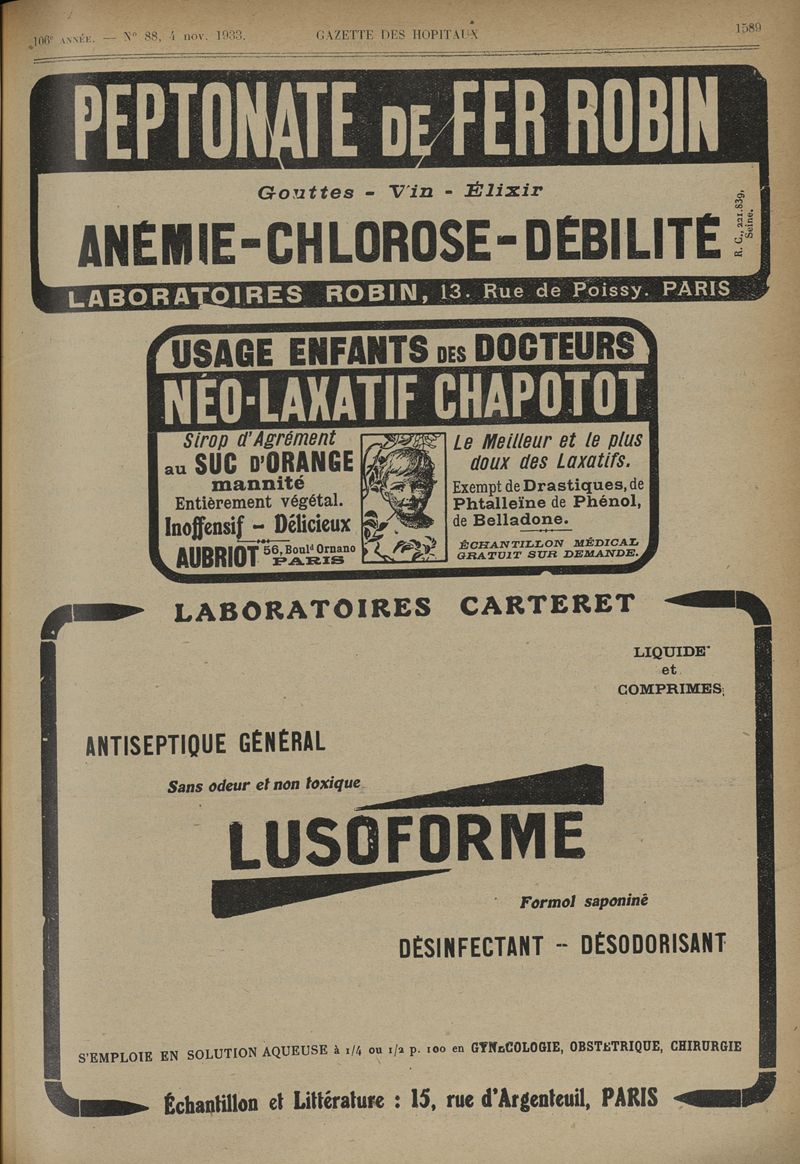 106e ANNÉE. — N° 88, 4 nov. 1933.
GAZETTE DES HOPITAUX
1589
PEPTONATE DE FER ROBIN
Gouttes - Vin - Élixir
ANÉMIE-CHLOROSE-DÉBILITÉ
R. C., 221.839,
Seine.
LABORATOIRES ROBIN, 13. Rue de Poissy. PARIS
USAGE ENFANTS DES DOCTEURS
NÉO-LAXATIF CHAPOTOT
Sirop d'Agrément
au SUC D'ORANGE
mannité
Entièrement végétal.
Inoffensif - Délicieux
AUBRIOT 56, Bould Ornano
PARIS
Le Meilleur et le plus
doux des Laxatifs.
Exempt de Drastiques, de
Phtalleïne de Phénol,
de Belladone.
ÉCHANTILLON MÉDICAL
GRATUIT SUR DEMANDE.
LABORATOIRES CARTERET
LIQUIDE
et
COMPRIMES
ANTISEPTIQUE GÉNÉRAL
Sans odeur et non toxique
LUSOFORME
Formol saponiné
DÉSINFECTANT -- DÉSODORISANT
S'EMPLOIE EN SOLUTION AQUEUSE à 1/4 ou 1/2 p. 100 en GYNÆCOLOGIE, OBSTETRIQUE, CHIRURGIE
Échantillon et Littérature : 15, rue d'Argenteuil, PARIS